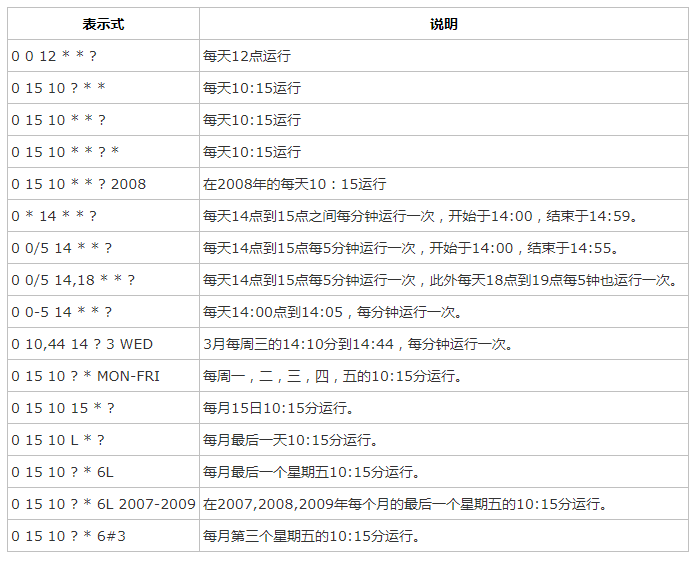 表示式 说明
0 0 12 * * ? 每天12点运行
0 15 10 ? * * 每天10:15运行
0 15 10 * * ? 每天10:15运行
0 15 10 * * ? * 每天10:15运行
0 15 10 * * ? 2008 在2008年的每天10：15运行
0 * 14 * * ? 每天14点到15点之间每分钟运行一次，开始于14:00，结束于14:59。
0 0/5 14 * * ? 每天14点到15点每5分钟运行一次，开始于14:00，结束于14:55。
0 0/5 14,18 * * ? 每天14点到15点每5分钟运行一次，此外每天18点到19点每5钟也运行一次。
0 0-5 14 * * ? 每天14:00点到14:05，每分钟运行一次。
0 10,44 14 ? 3 WED 3月每周三的14:10分到14:44，每分钟运行一次。
0 15 10 ? * MON-FRI 每周一，二，三，四，五的10:15分运行。
0 15 10 15 * ? 每月15日10:15分运行。
0 15 10 L * ? 每月最后一天10:15分运行。
0 15 10 ? * 6L 每月最后一个星期五10:15分运行。
0 15 10 ? * 6L 2007-2009 在2007,2008,2009年每个月的最后一个星期五的10:15分运行。
0 15 10 ? * 6#3 每月第三个星期五的10:15分运行。